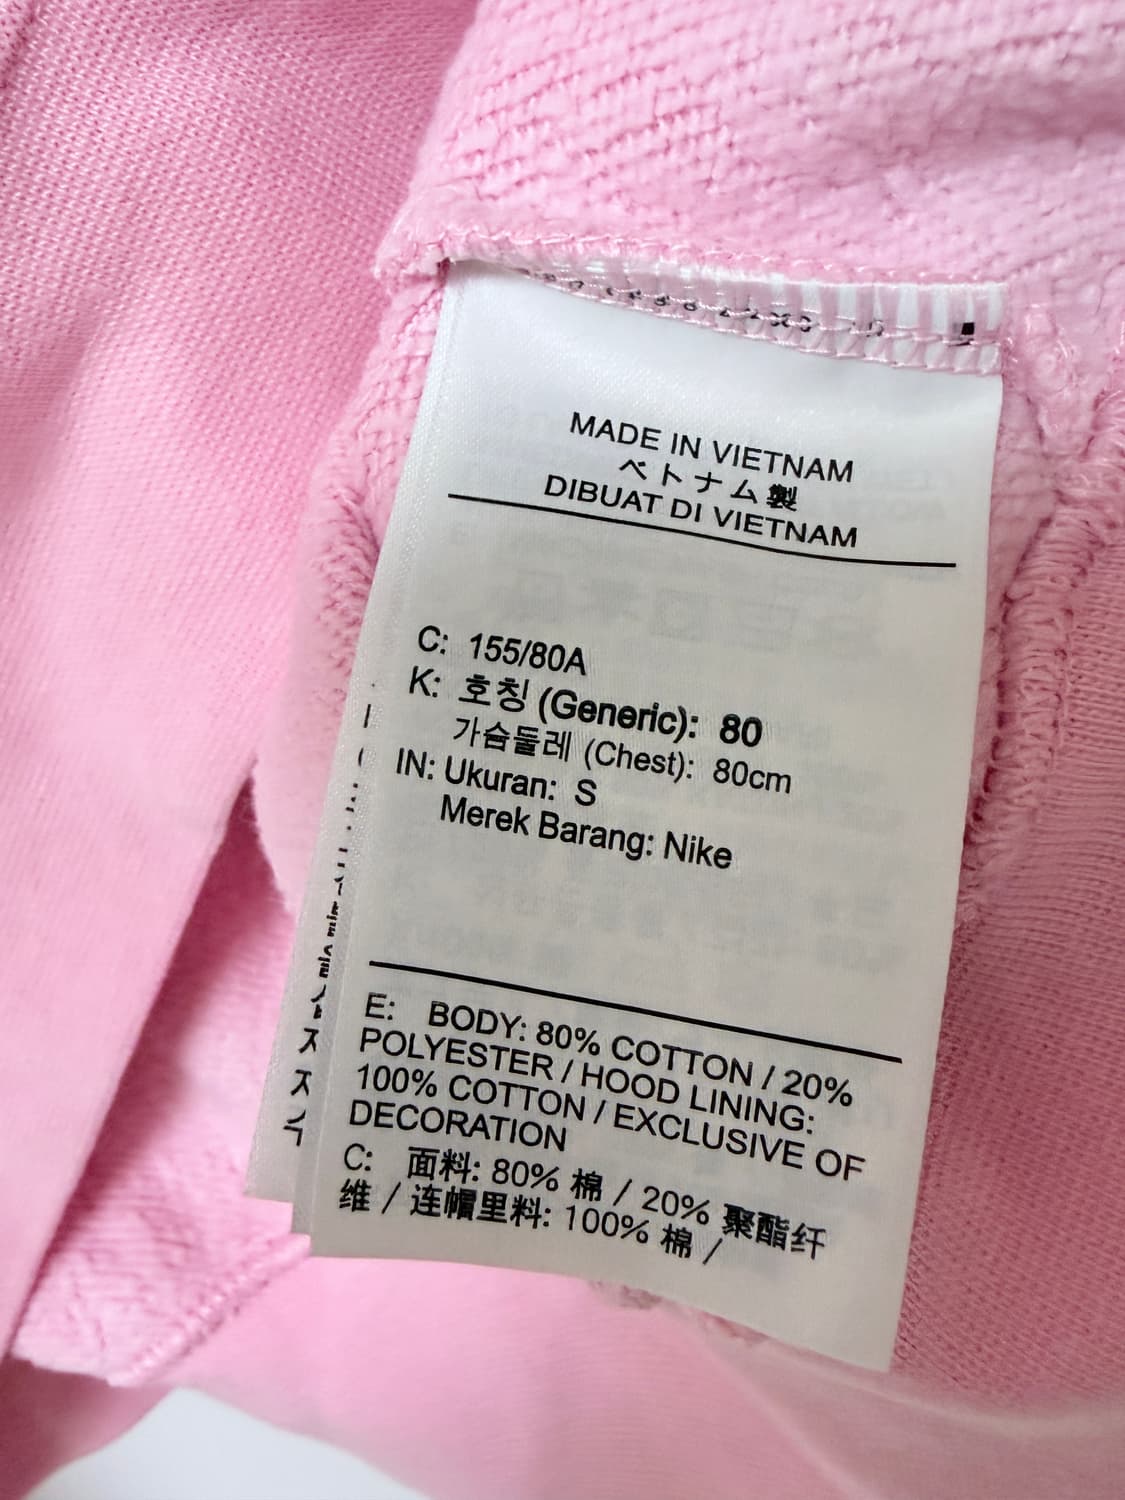 MADE IN VIETNAM
ベトナム製
DIBUAT DI VIETNAM
C: 155/80A
K: 호칭 (Generic): 80
가슴둘레 (Chest): 80cm
IN: Ukuran: S
Merek Barang: Nike
E: BODY: 80% COTTON / 20%
POLYESTER / HOOD LINING:
100% COTTON / EXCLUSIVE OF
DECORATION
C: 面料: 80% 棉 / 20% 聚酯纤
维 / 连帽里料: 100% 棉 /